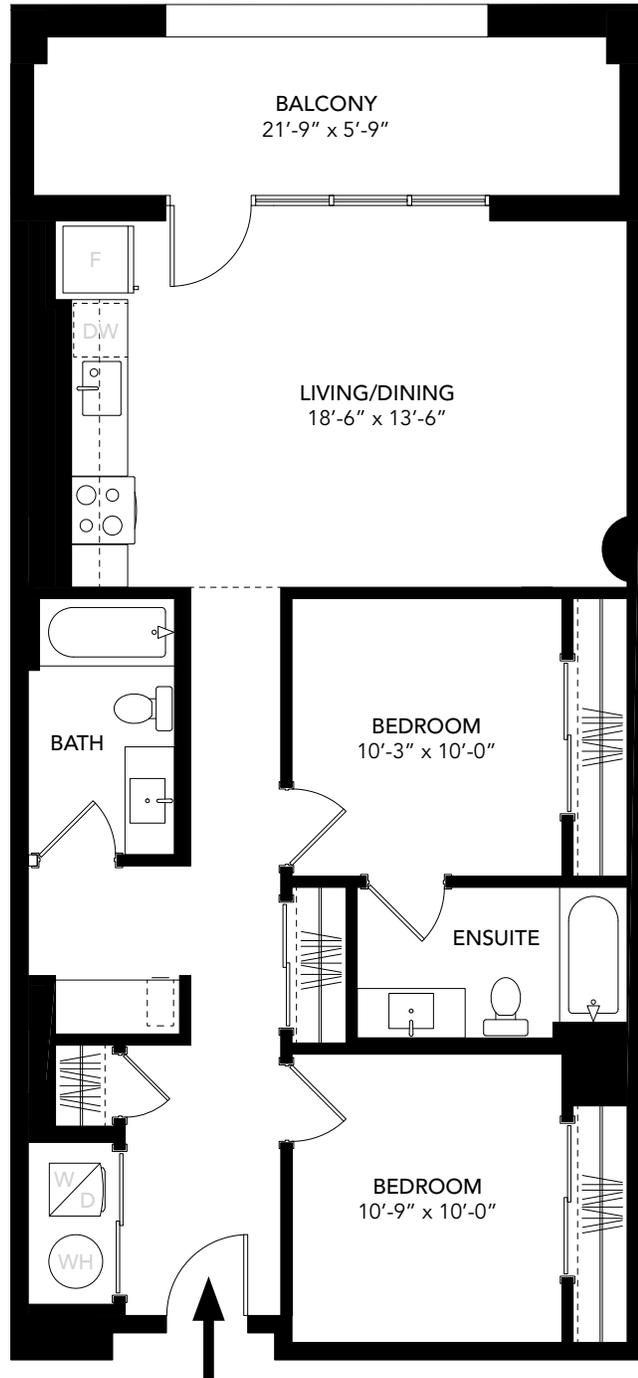 BALCONY
21’-9” x 5’-9”
F
DW
LIVING/DINING
18’-6” x 13’-6”
BATH
BEDROOM
10’-3” x 10’-0”
ENSUITE
BEDROOM
10’-9” x 10’-0”
W
D
WH